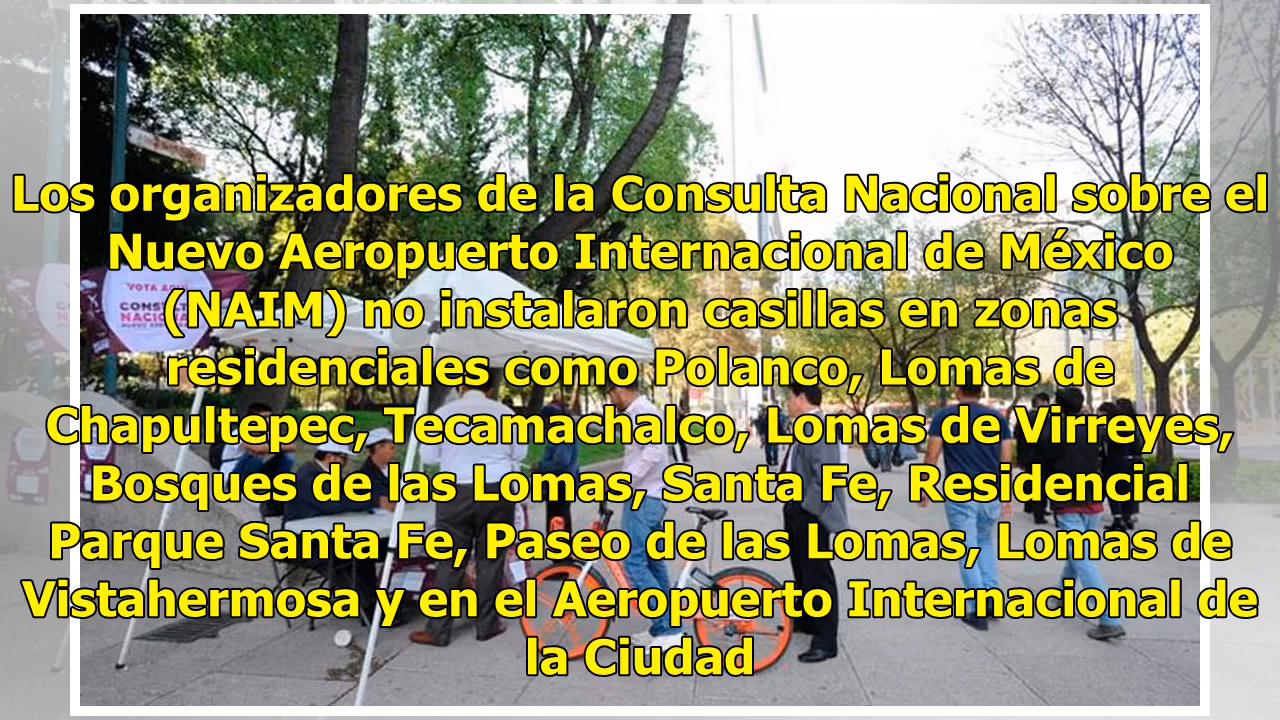 Los organizadores de la Consulta Nacional sobre el
Nuevo Aeropuerto Internacional de México
(NAIM) no instalaron casillas en zonas
residenciales como Polanco, Lomas de
Chapultepec, Tecamachalco, Lomas de Virreyes,
Bosques de las Lomas, Santa Fe, Residencial
Parque Santa Fe, Paseo de las Lomas, Lomas de
Vistahermosa y en el Aeropuerto Internacional de
la Ciudad
VOTA AQUÍ